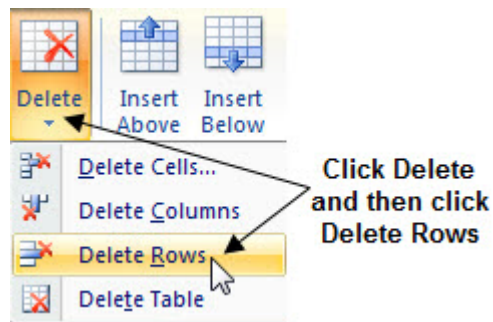 Delete
Insert Above
Insert Below
Delete Cells...
Delete Columns
Delete Rows
Delete Table
Click Delete
and then click
Delete Rows